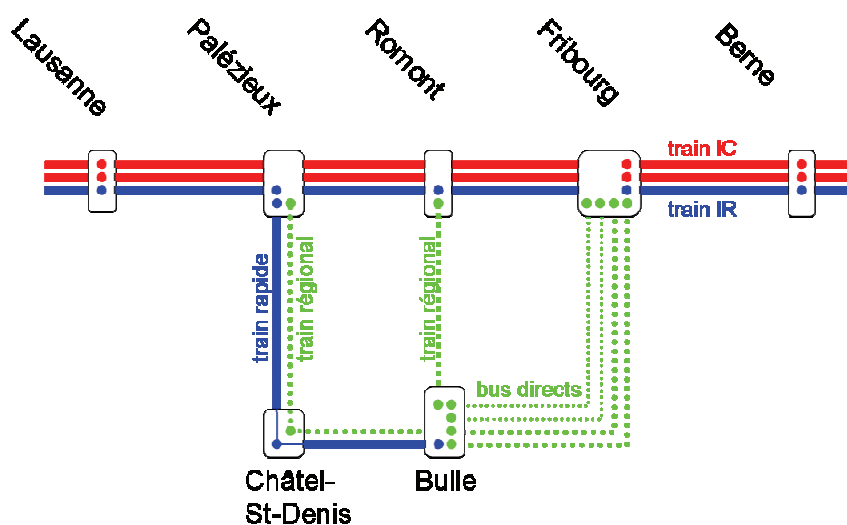 Lausanne
Palézieux
Romont
Fribourg
Berne
train IC
train IR
train rapide
train régional
train régional
bus directs
Châtel-
St-Denis
Bulle